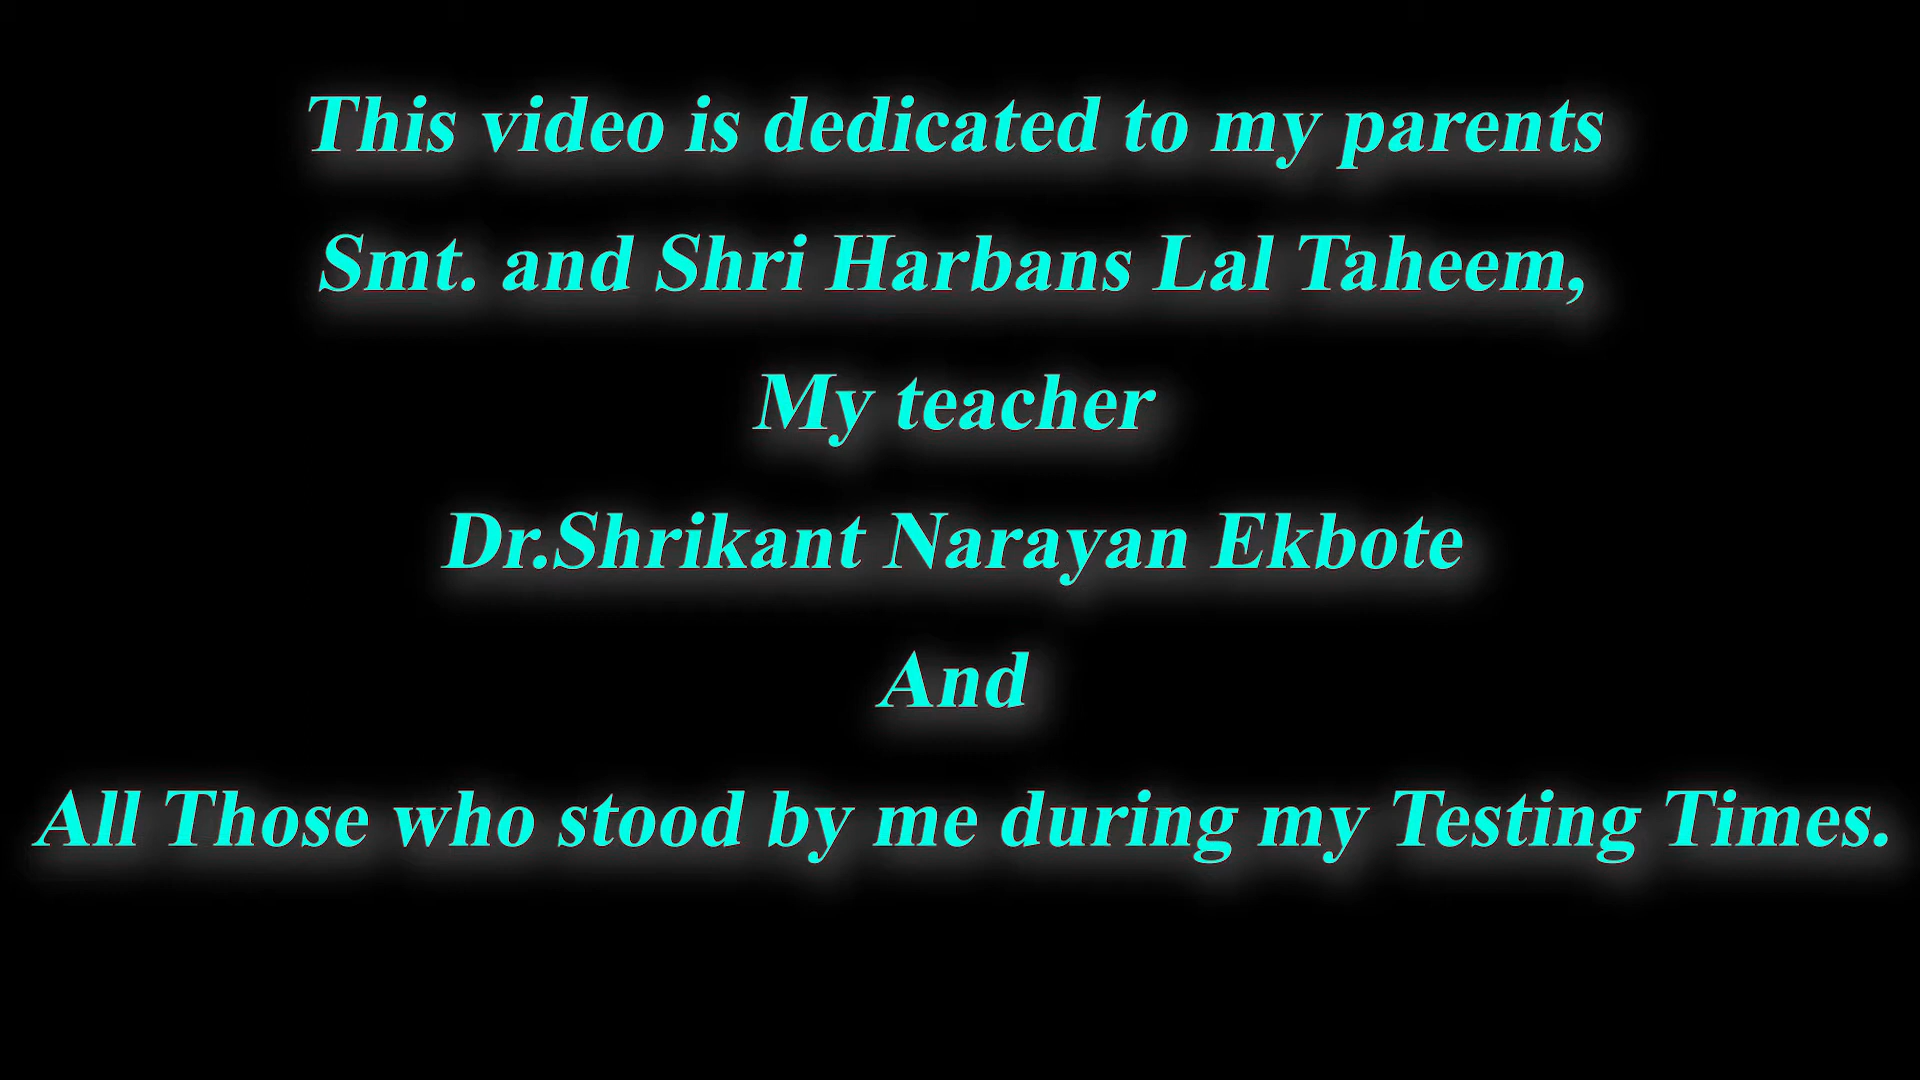 This video is dedicated to my parents
Smt. and Shri Harbans Lal Taheem,
My teacher
Dr.Shrikant Narayan Ekbote
And
All Those who stood by me during my Testing Times.